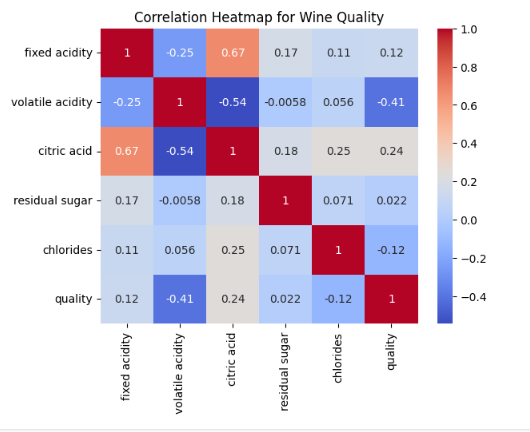 Correlation Heatmap for Wine Quality
fixed acidity 1 -0.25 0.67 0.17 0.11 0.12
volatile acidity -0.25 1 -0.54 -0.0058 0.056 -0.41
citric acid 0.67 -0.54 1 0.18 0.25 0.24
residual sugar 0.17 -0.0058 0.18 1 0.071 0.022
chlorides 0.11 0.056 0.25 0.071 1 -0.12
quality 0.12 -0.41 0.24 0.022 -0.12 1
fixed acidity
volatile acidity
citric acid
residual sugar
chlorides
quality
1.0
0.8
0.6
0.4
0.2
0.0
−0.2
−0.4